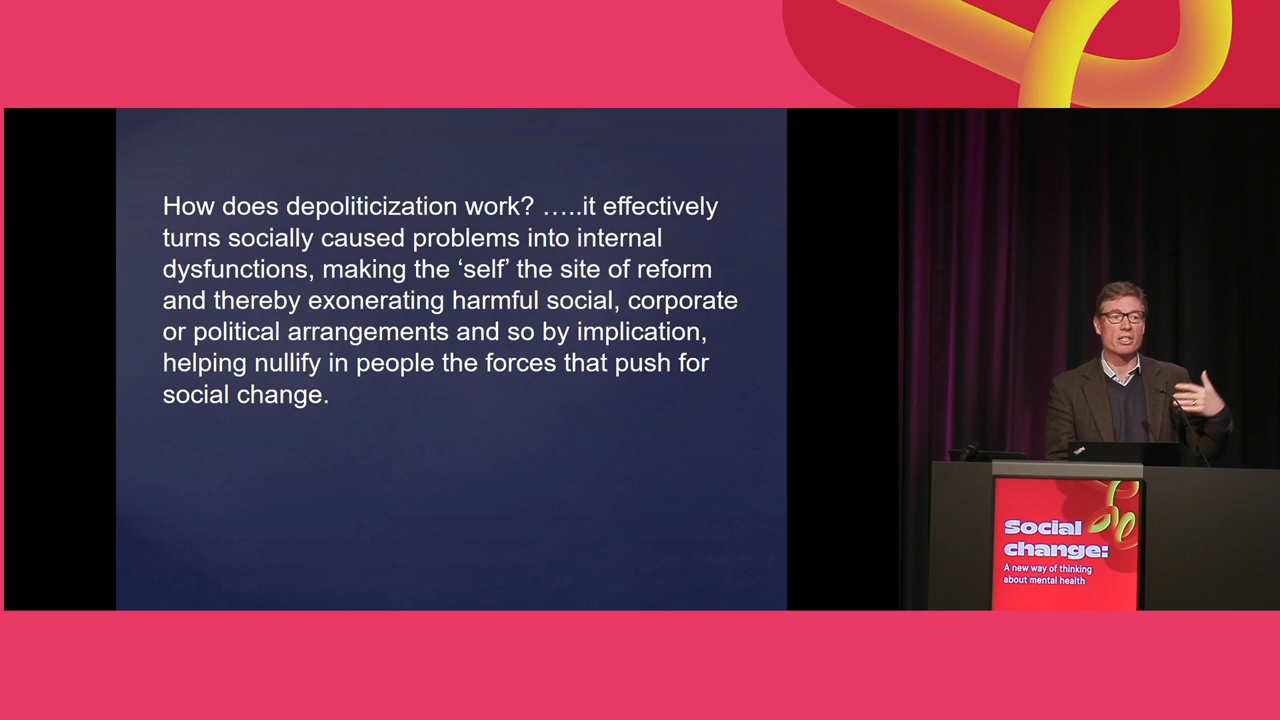 How does depoliticization work? …..it effectively
turns socially caused problems into internal
dysfunctions, making the ‘self’ the site of reform
and thereby exonerating harmful social, corporate
or political arrangements and so by implication,
helping nullify in people the forces that push for
social change.
Social
change:
A new way of thinking
about mental health